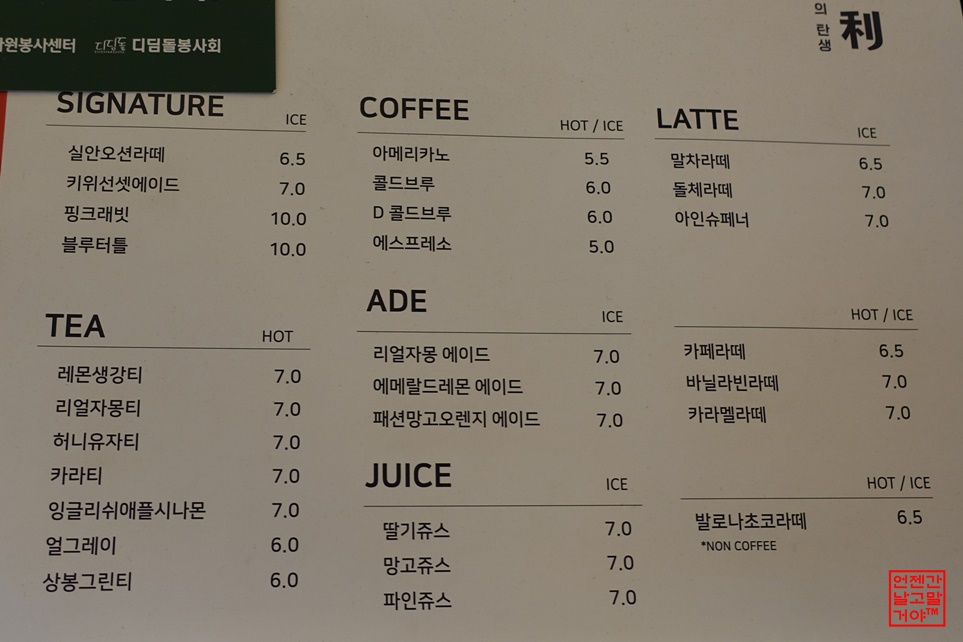 자원봉사센터 디딤돌 디딤돌봉사회
의 탄생
利
SIGNATURE
ICE
실안오션라떼 6.5
키위선셋에이드 7.0
핑크래빗 10.0
블루터틀 10.0
TEA
HOT
레몬생강티 7.0
리얼자몽티 7.0
허니유자티 7.0
카라티 7.0
잉글리쉬애플시나몬 7.0
얼그레이 6.0
상봉그린티 6.0
COFFEE
HOT / ICE
아메리카노 5.5
콜드브루 6.0
D 콜드브루 6.0
에스프레소 5.0
ADE
ICE
리얼자몽 에이드 7.0
에메랄드레몬 에이드 7.0
패션망고오렌지 에이드 7.0
JUICE
ICE
딸기쥬스 7.0
망고쥬스 7.0
파인쥬스 7.0
LATTE
ICE
말차라떼 6.5
돌체라떼 7.0
아인슈페너 7.0
HOT / ICE
카페라떼 6.5
바닐라빈라떼 7.0
카라멜라떼 7.0
HOT / ICE
발로나초코라떼 6.5
*NON COFFEE
언젠간
날고말
거야™